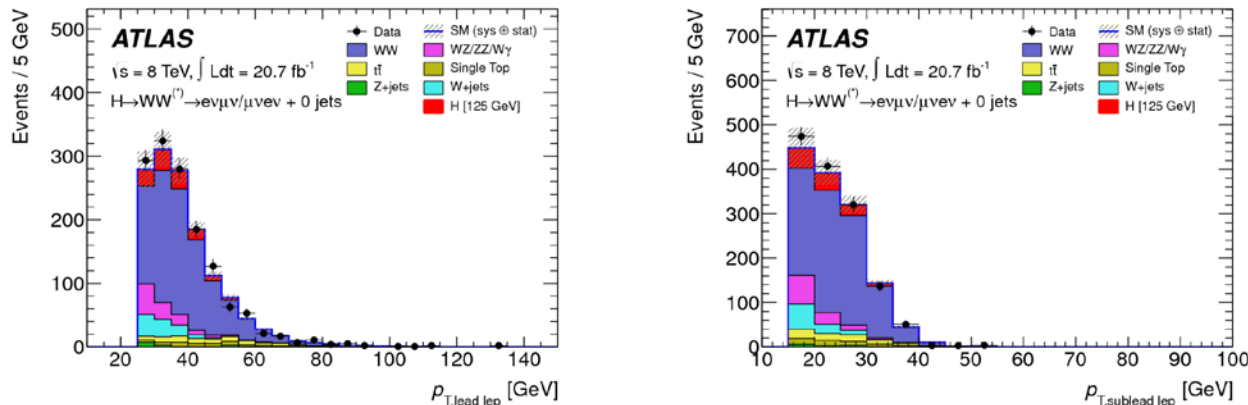 Events / 5 GeV
500
400
300
200
100
0
ATLAS
√s = 8 TeV, ∫ Ldt = 20.7 fb⁻¹
H→WW⁽*⁾→eνμν/μνeν + 0 jets
Data
WW
tt̄
Z+jets
SM (sys ⊕ stat)
WZ/ZZ/Wγ
Single Top
W+jets
H [125 GeV]
20 40 60 80 100 120 140
p_T,lead lep [GeV]
Events / 5 GeV
700
600
500
400
300
200
100
0
ATLAS
√s = 8 TeV, ∫ Ldt = 20.7 fb⁻¹
H→WW⁽*⁾→eνμν/μνeν + 0 jets
Data
WW
tt̄
Z+jets
SM (sys ⊕ stat)
WZ/ZZ/Wγ
Single Top
W+jets
H [125 GeV]
10 20 30 40 50 60 70 80 90 100
p_T,sublead lep [GeV]